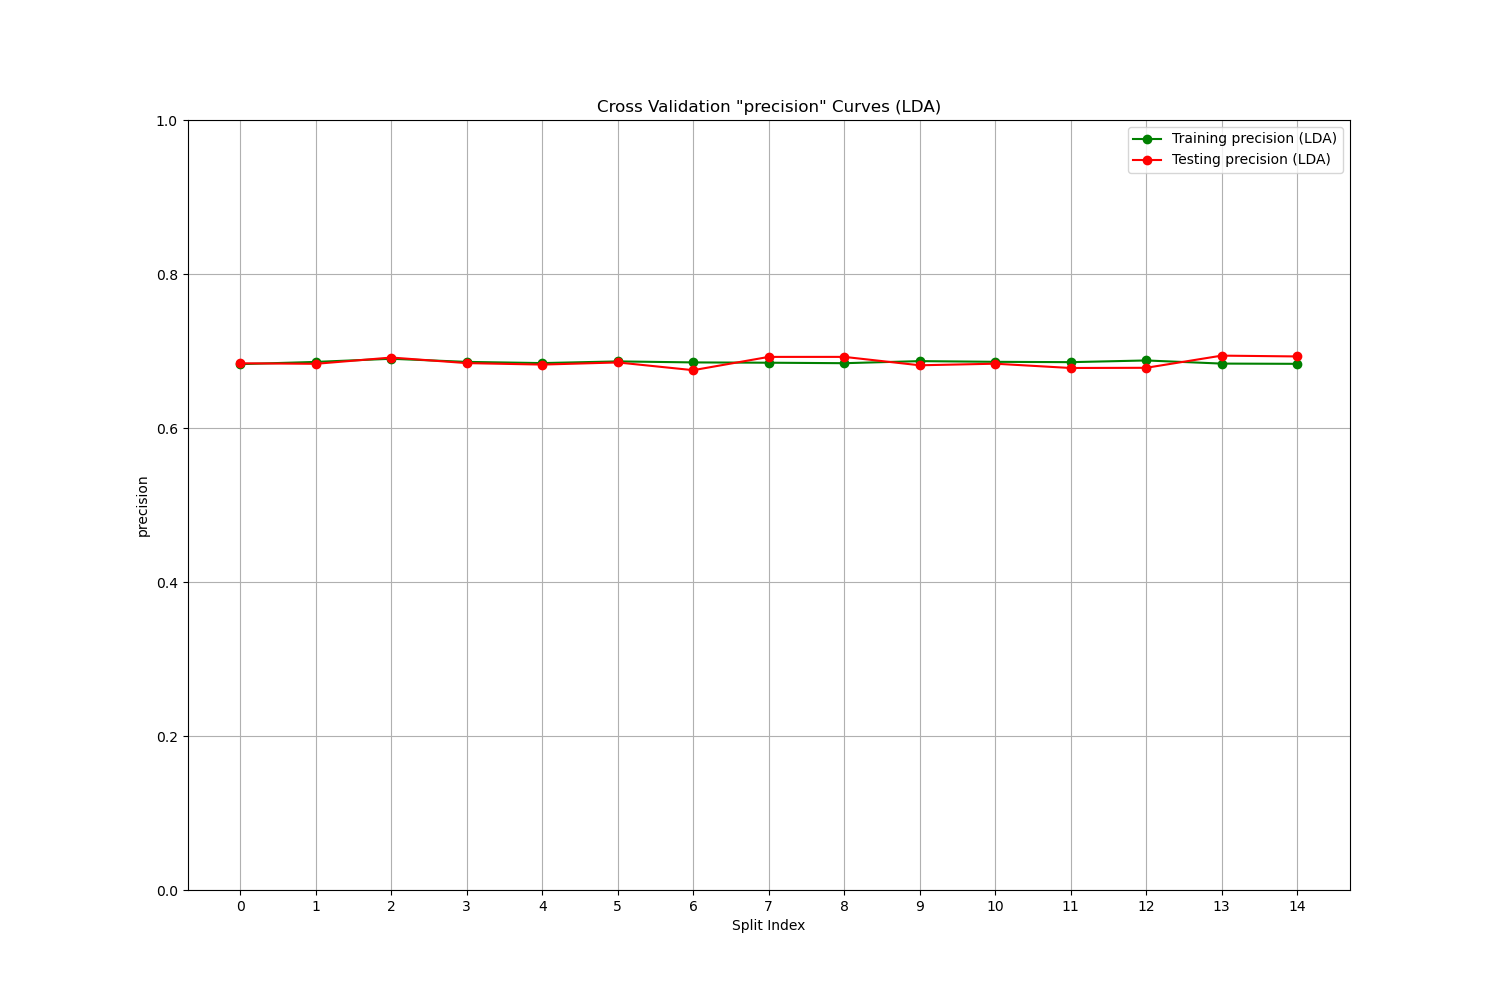 Cross Validation "precision" Curves (LDA)
1.0
Training precision (LDA)
Testing precision (LDA)
0.8
0.6
precision
0.4
0.2
0.0
0 1 2 3 4 5 6 7 8 9 10 11 12 13 14
Split Index